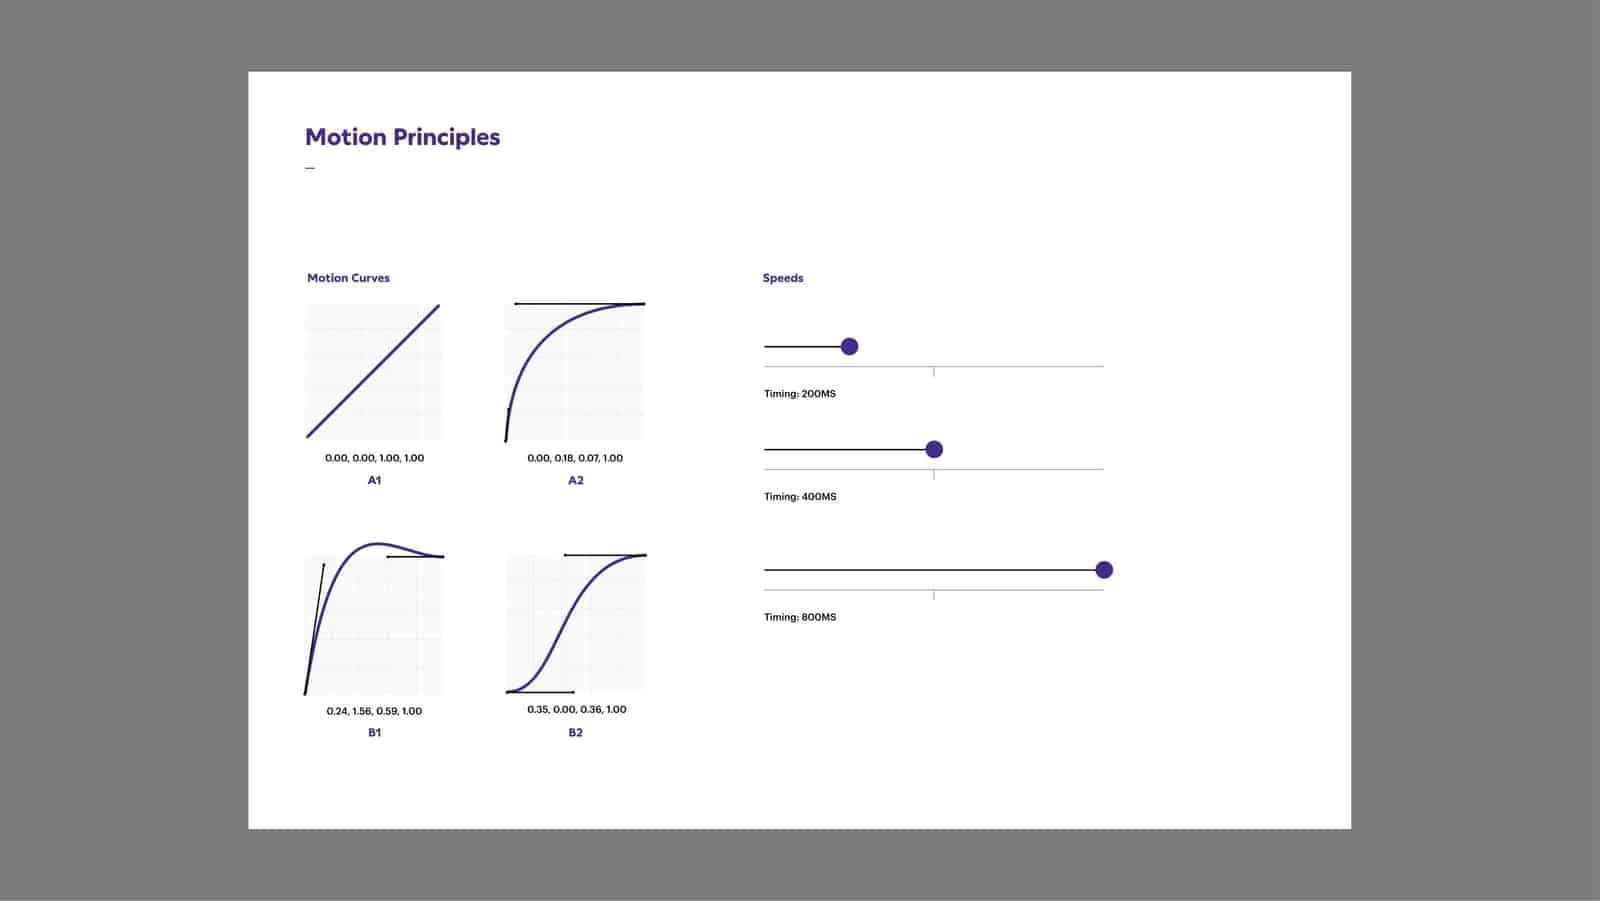 Motion Principles
—
Motion Curves
0.00, 0.00, 1.00, 1.00
A1
0.00, 0.18, 0.07, 1.00
A2
0.24, 1.56, 0.59, 1.00
B1
0.35, 0.00, 0.36, 1.00
B2
Speeds
Timing: 200MS
Timing: 400MS
Timing: 800MS